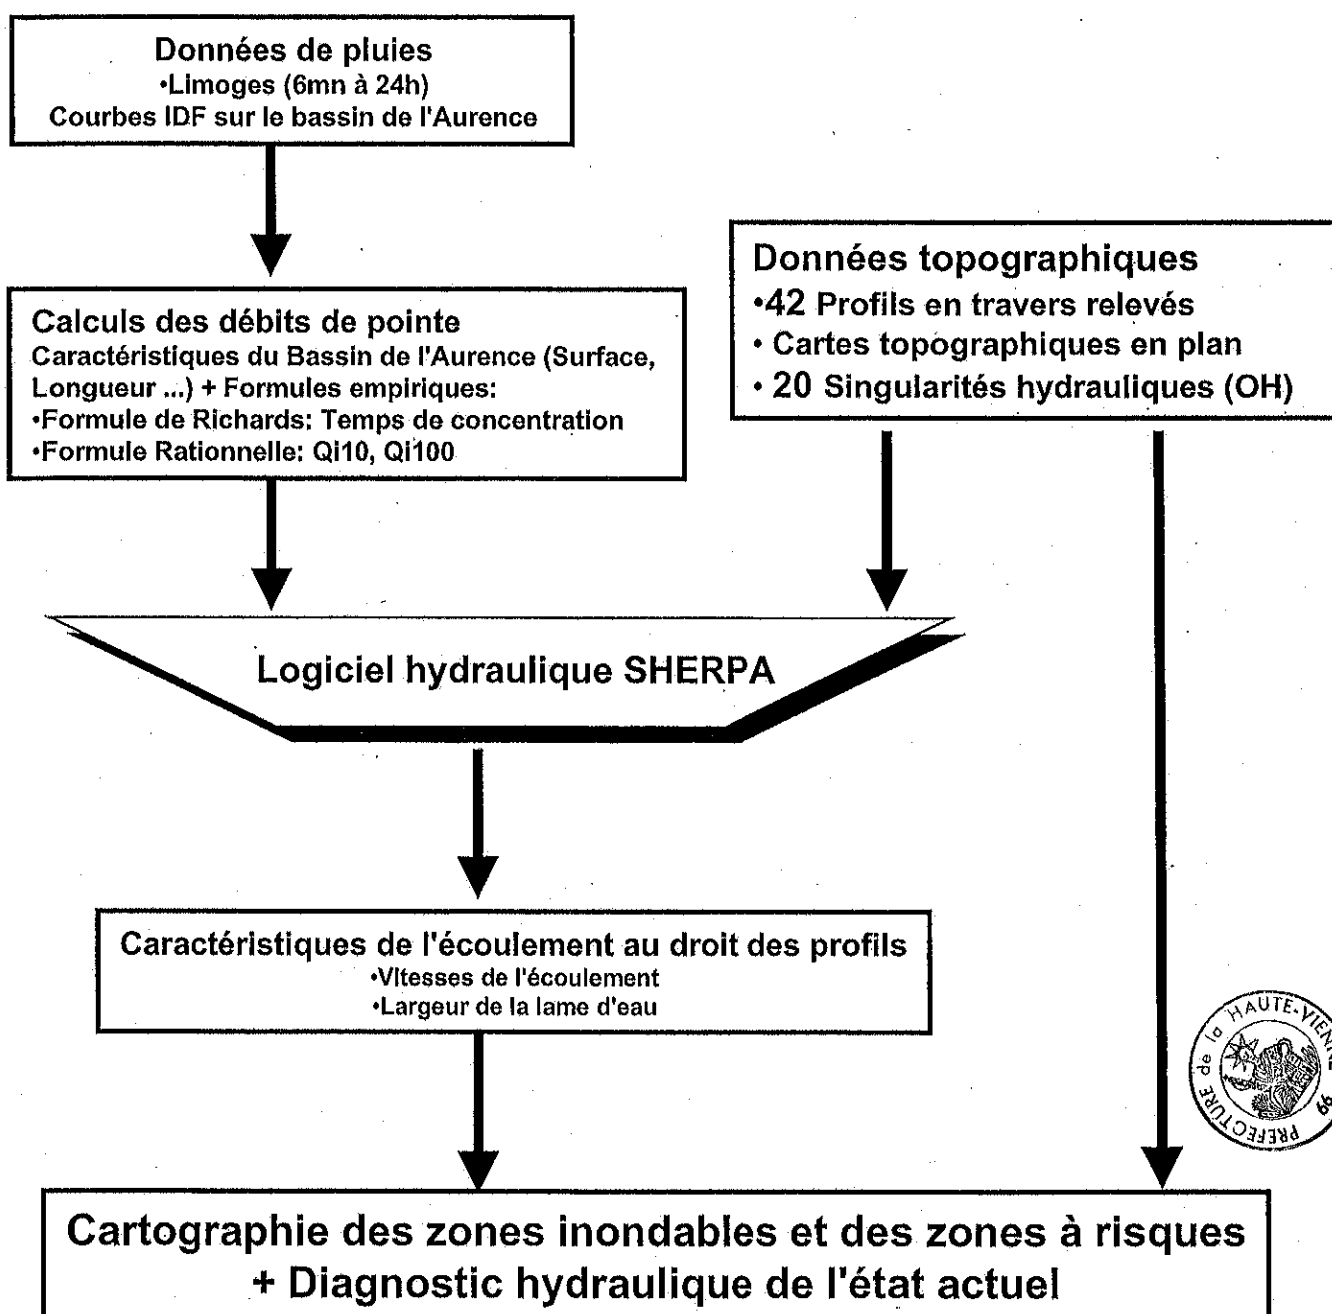 Données de pluies
•Limoges (6mn à 24h)
Courbes IDF sur le bassin de l'Aurence
Données topographiques
•42 Profils en travers relevés
• Cartes topographiques en plan
• 20 Singularités hydrauliques (OH)
Calculs des débits de pointe
Caractéristiques du Bassin de l'Aurence (Surface,
Longueur ...) + Formules empiriques:
•Formule de Richards: Temps de concentration
•Formule Rationnelle: Qi10, Qi100
Logiciel hydraulique SHERPA
Caractéristiques de l'écoulement au droit des profils
•Vitesses de l'écoulement
•Largeur de la lame d'eau
PREFECTURE de la HAUTE-VIENNE
Cartographie des zones inondables et des zones à risques
+ Diagnostic hydraulique de l'état actuel